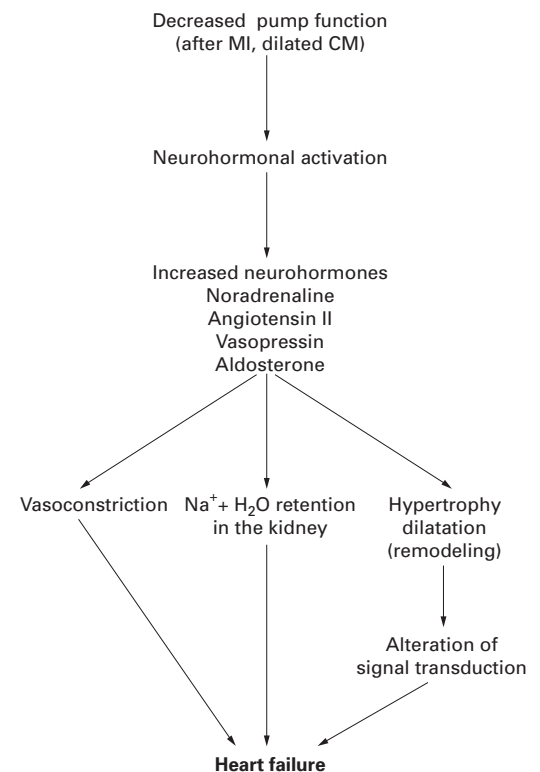 Decreased pump function
(after MI, dilated CM)
Neurohormonal activation
Increased neurohormones
Noradrenaline
Angiotensin II
Vasopressin
Aldosterone
Vasoconstriction
Na⁺+ H₂O retention
in the kidney
Hypertrophy
dilatation
(remodeling)
Alteration of
signal transduction
Heart failure